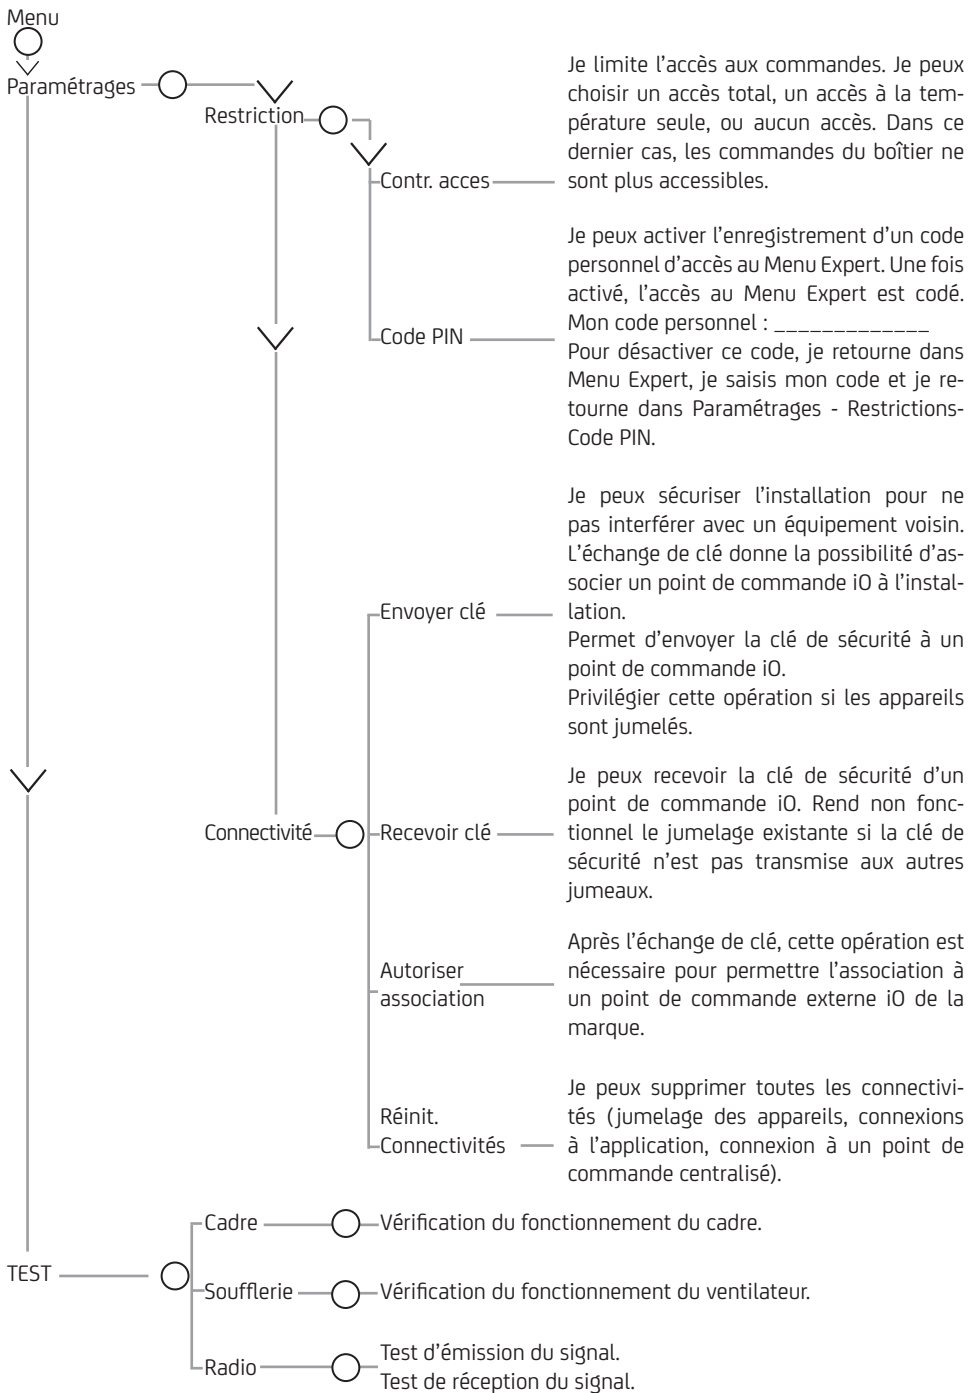 Menu
Paramétrages
Restriction
Contr. acces
Je limite l'accès aux commandes. Je peux
choisir un accès total, un accès à la tem-
pérature seule, ou aucun accès. Dans ce
dernier cas, les commandes du boîtier ne
sont plus accessibles.
Code PIN
Je peux activer l'enregistrement d'un code
personnel d'accès au Menu Expert. Une fois
activé, l'accès au Menu Expert est codé.
Mon code personnel : _____________
Pour désactiver ce code, je retourne dans
Menu Expert, je saisis mon code et je re-
tourne dans Paramétrages - Restrictions-
Code PIN.
Connectivité
Envoyer clé
Je peux sécuriser l'installation pour ne
pas interférer avec un équipement voisin.
L'échange de clé donne la possibilité d'as-
socier un point de commande iO à l'instal-
lation.
Permet d'envoyer la clé de sécurité à un
point de commande iO.
Privilégier cette opération si les appareils
sont jumelés.
Recevoir clé
Je peux recevoir la clé de sécurité d'un
point de commande iO. Rend non fonc-
tionnel le jumelage existante si la clé de
sécurité n'est pas transmise aux autres
jumeaux.
Autoriser
association
Après l'échange de clé, cette opération est
nécessaire pour permettre l'association à
un point de commande externe iO de la
marque.
Réinit.
Connectivités
Je peux supprimer toutes les connectivi-
tés (jumelage des appareils, connexions
à l'application, connexion à un point de
commande centralisé).
TEST
Cadre
Vérification du fonctionnement du cadre.
Soufflerie
Vérification du fonctionnement du ventilateur.
Radio
Test d'émission du signal.
Test de réception du signal.